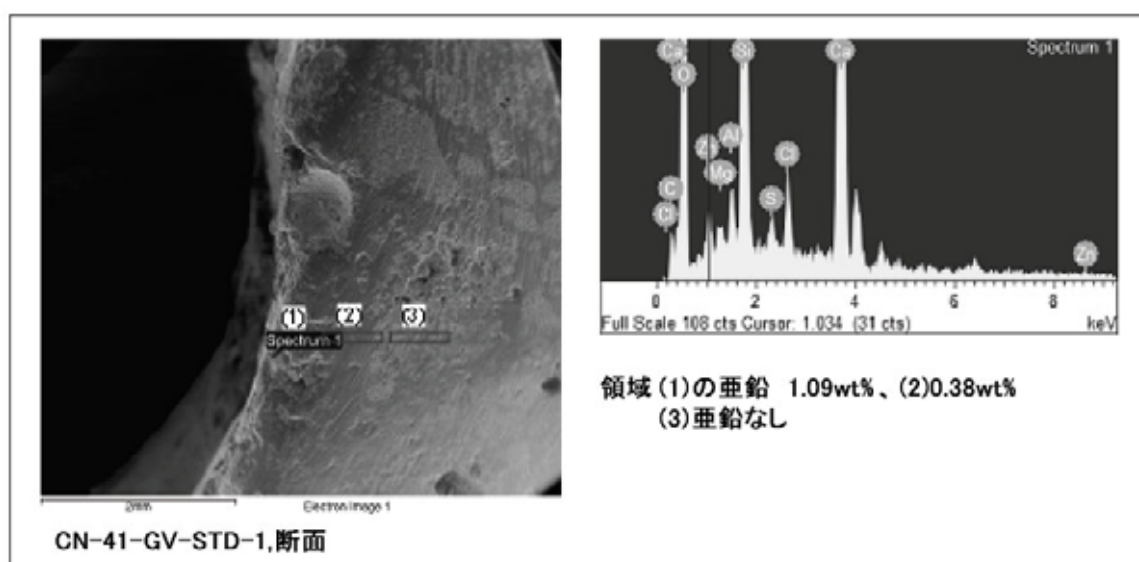 (1) (2) (3)
Spectrum 1
2mm Electron Image 1
CN-41-GV-STD-1,断面
Spectrum 1
Ca Si Ca
O
Zn Al Cl
C Mg
Cl S
Zn
0 2 4 6 8
Full Scale 108 cts Cursor: 1.034 (31 cts) keV
領域(1)の亜鉛 1.09wt%、(2)0.38wt%
(3)亜鉛なし